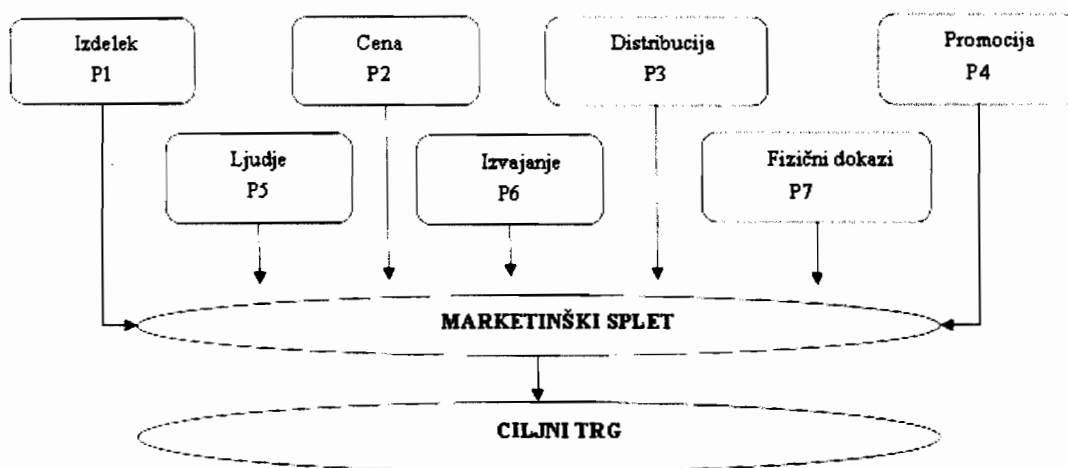 Izdelek
P1
Cena
P2
Distribucija
P3
Promocija
P4
Ljudje
P5
Izvajanje
P6
Fizični dokazi
P7
MARKETINŠKI SPLET
CILJNI TRG